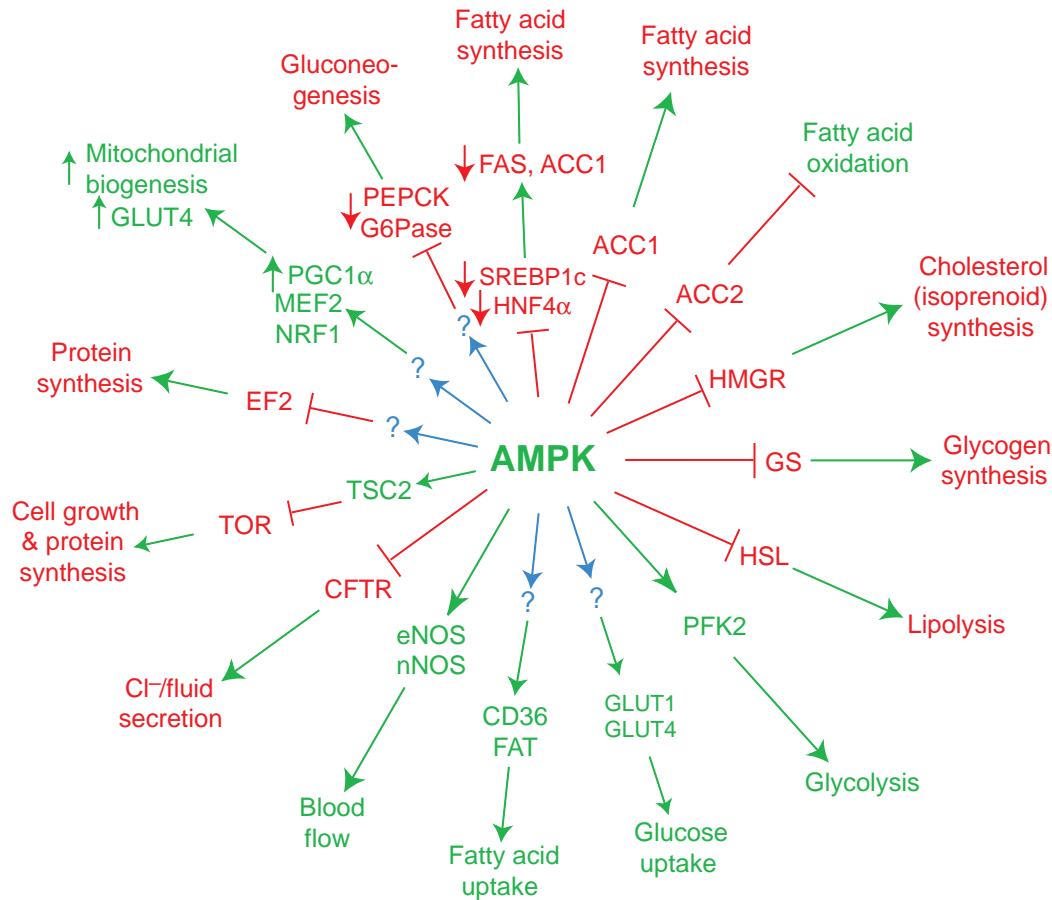 Fatty acid
synthesis
Fatty acid
synthesis
Gluconeo-
genesis
Fatty acid
oxidation
↑ Mitochondrial
biogenesis
↑ GLUT4
↓ FAS, ACC1
↓ PEPCK
G6Pase
ACC1
↑ PGC1α
MEF2
NRF1
↓ SREBP1c
↓ HNF4α
ACC2
Cholesterol
(isoprenoid)
synthesis
?
?
Protein
synthesis
EF2
?
HMGR
AMPK
GS
Glycogen
synthesis
TSC2
TOR
Cell growth
& protein
synthesis
HSL
CFTR
?
?
Lipolysis
eNOS
nNOS
PFK2
Cl⁻/fluid
secretion
CD36
FAT
GLUT1
GLUT4
Glycolysis
Blood
flow
Fatty acid
uptake
Glucose
uptake